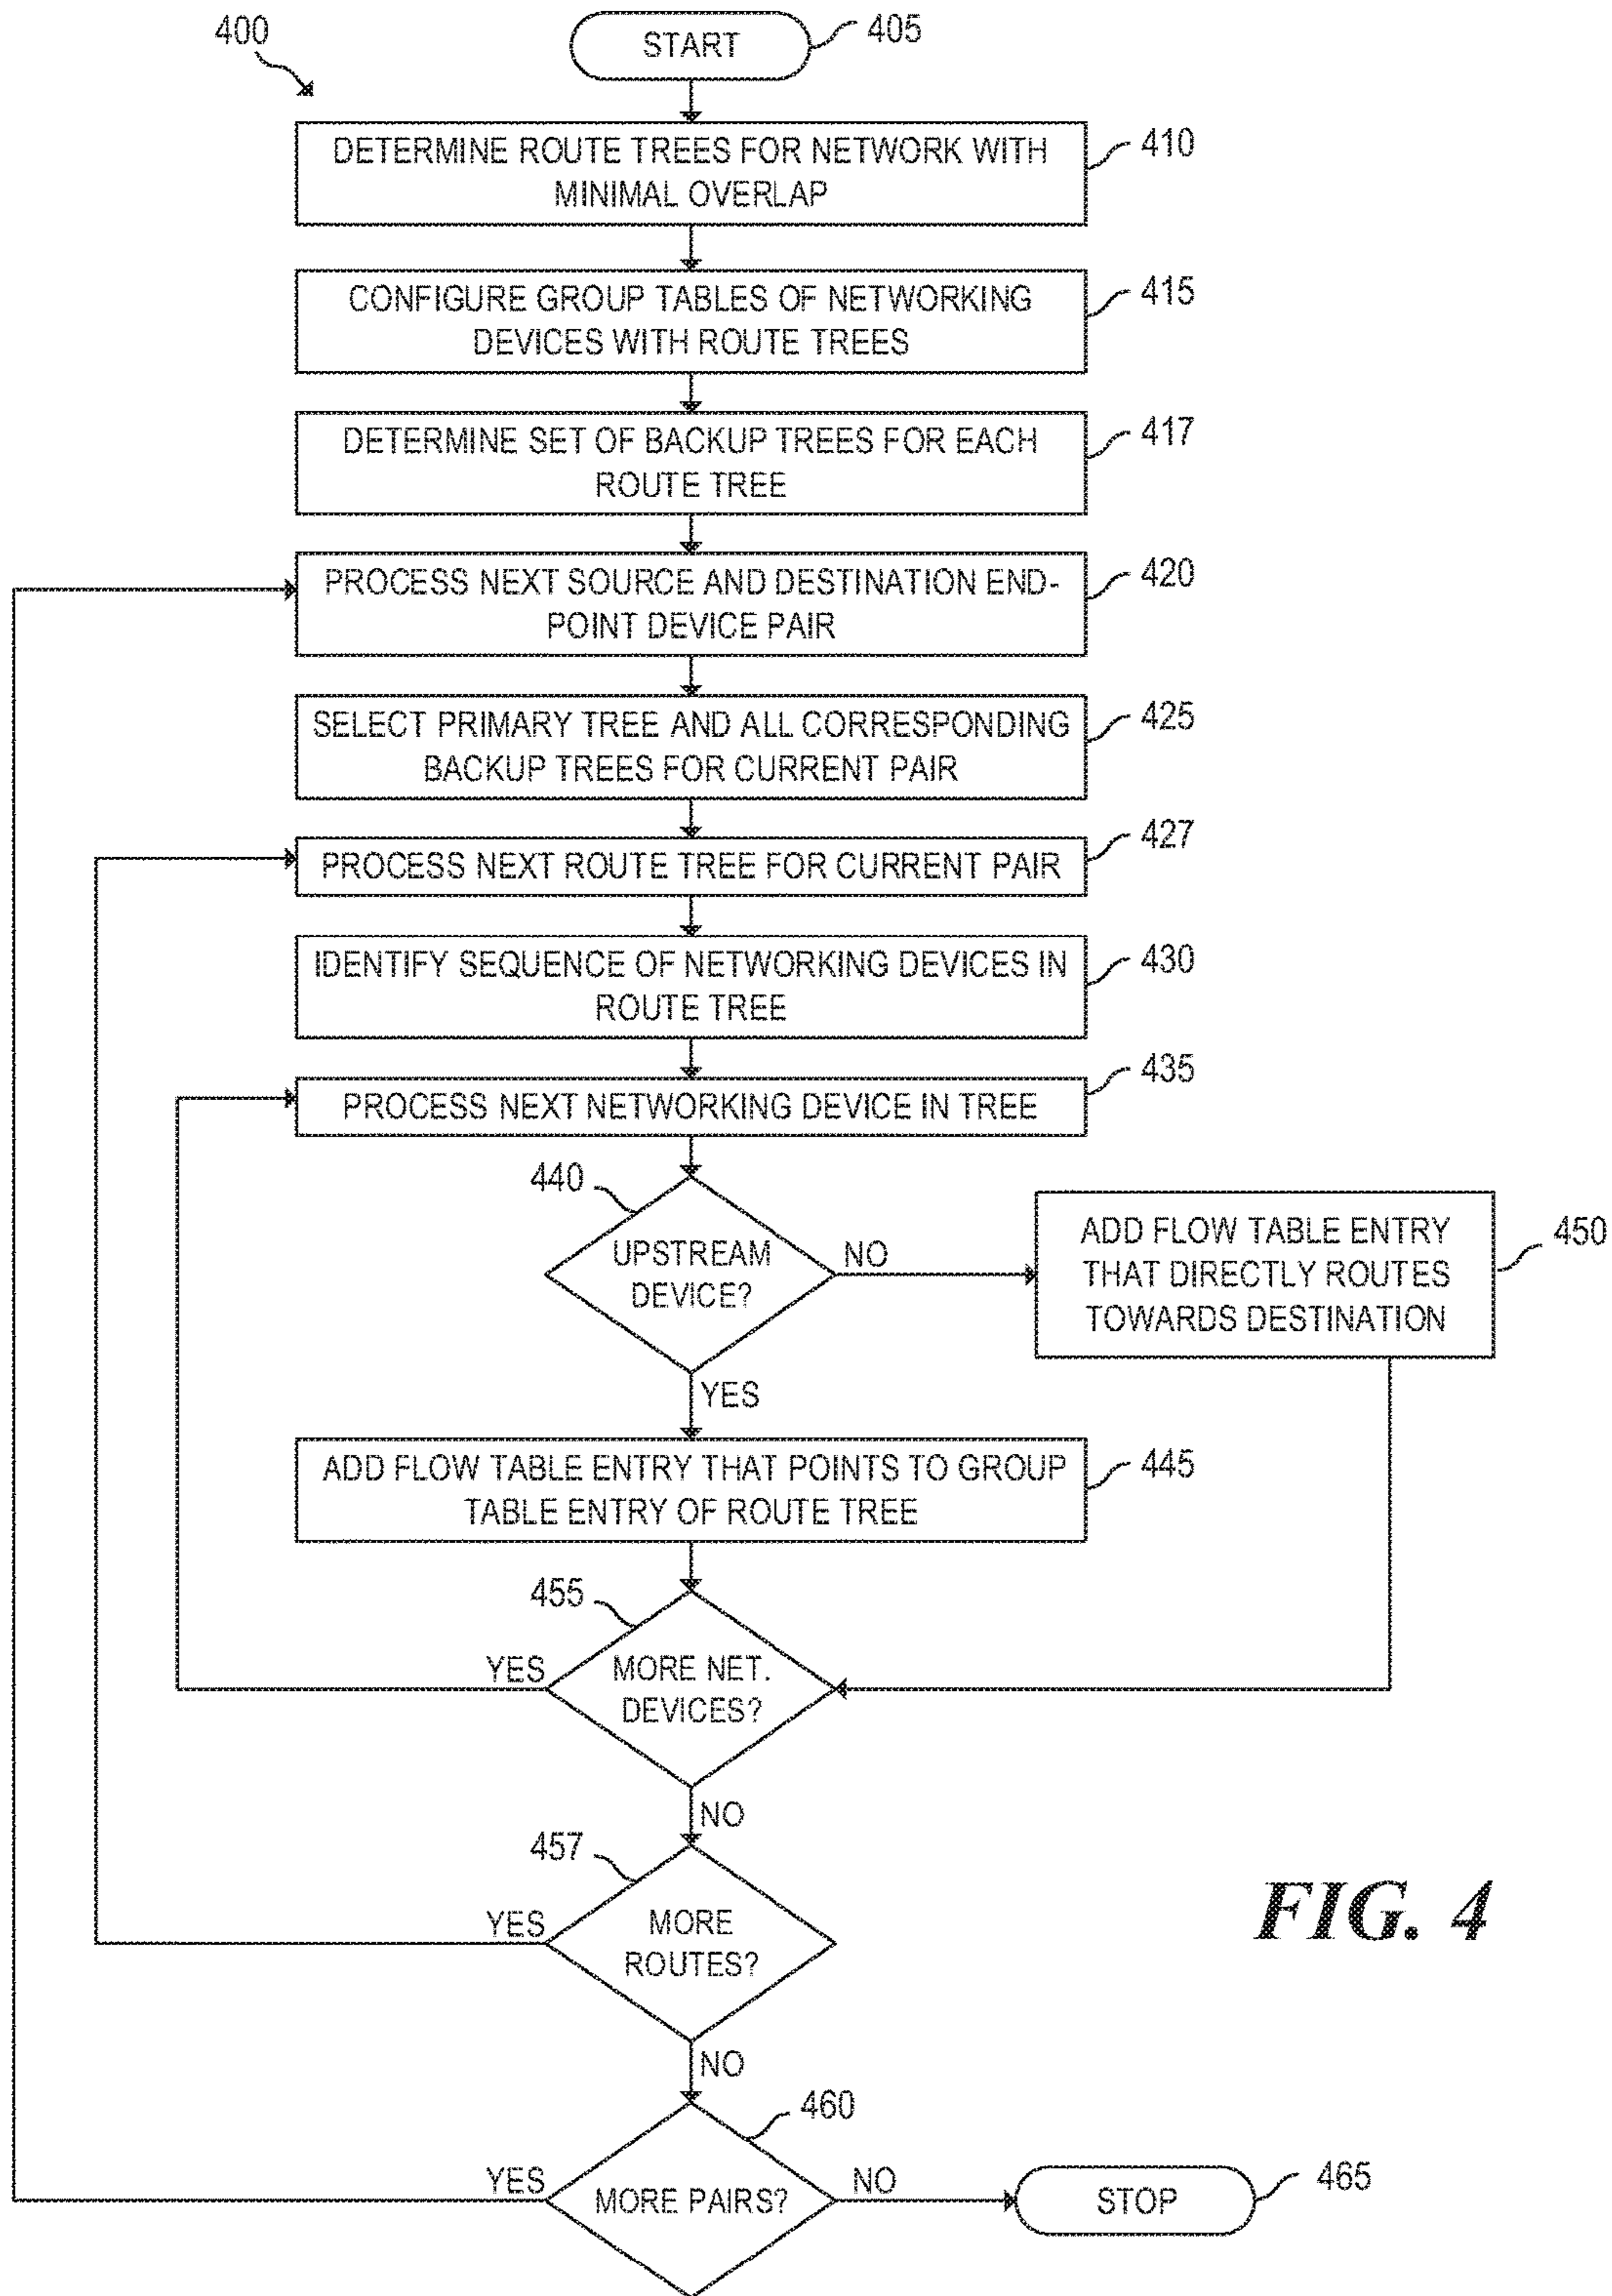 400
START
405
DETERMINE ROUTE TREES FOR NETWORK WITH
MINIMAL OVERLAP
410
CONFIGURE GROUP TABLES OF NETWORKING
DEVICES WITH ROUTE TREES
415
DETERMINE SET OF BACKUP TREES FOR EACH
ROUTE TREE
417
PROCESS NEXT SOURCE AND DESTINATION END-
POINT DEVICE PAIR
420
SELECT PRIMARY TREE AND ALL CORRESPONDING
BACKUP TREES FOR CURRENT PAIR
425
PROCESS NEXT ROUTE TREE FOR CURRENT PAIR
427
IDENTIFY SEQUENCE OF NETWORKING DEVICES IN
ROUTE TREE
430
PROCESS NEXT NETWORKING DEVICE IN TREE
435
440
UPSTREAM
DEVICE?
NO
ADD FLOW TABLE ENTRY
THAT DIRECTLY ROUTES
TOWARDS DESTINATION
450
YES
ADD FLOW TABLE ENTRY THAT POINTS TO GROUP
TABLE ENTRY OF ROUTE TREE
445
455
YES
MORE NET.
DEVICES?
NO
457
YES
MORE
ROUTES?
FIG. 4
NO
460
YES
MORE PAIRS?
NO
STOP
465